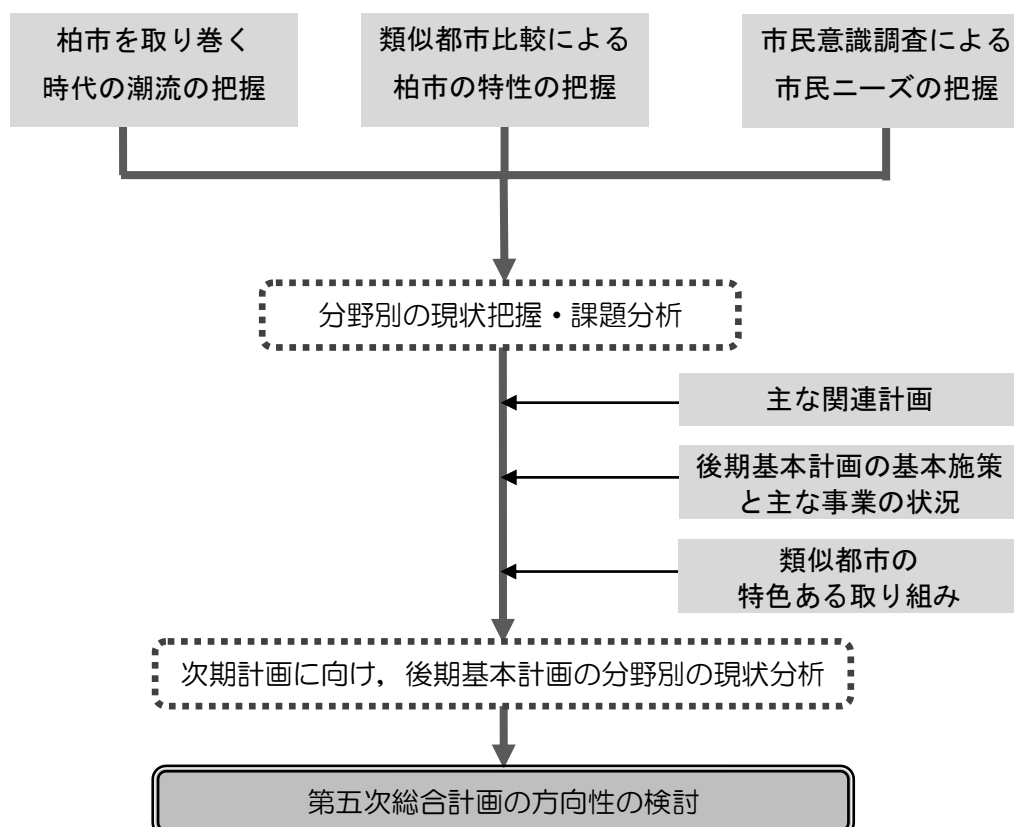 柏市を取り巻く
時代の潮流の把握
類似都市比較による
柏市の特性の把握
市民意識調査による
市民ニーズの把握
分野別の現状把握・課題分析
主な関連計画
後期基本計画の基本施策
と主な事業の状況
類似都市の
特色ある取り組み
次期計画に向け，後期基本計画の分野別の現状分析
第五次総合計画の方向性の検討